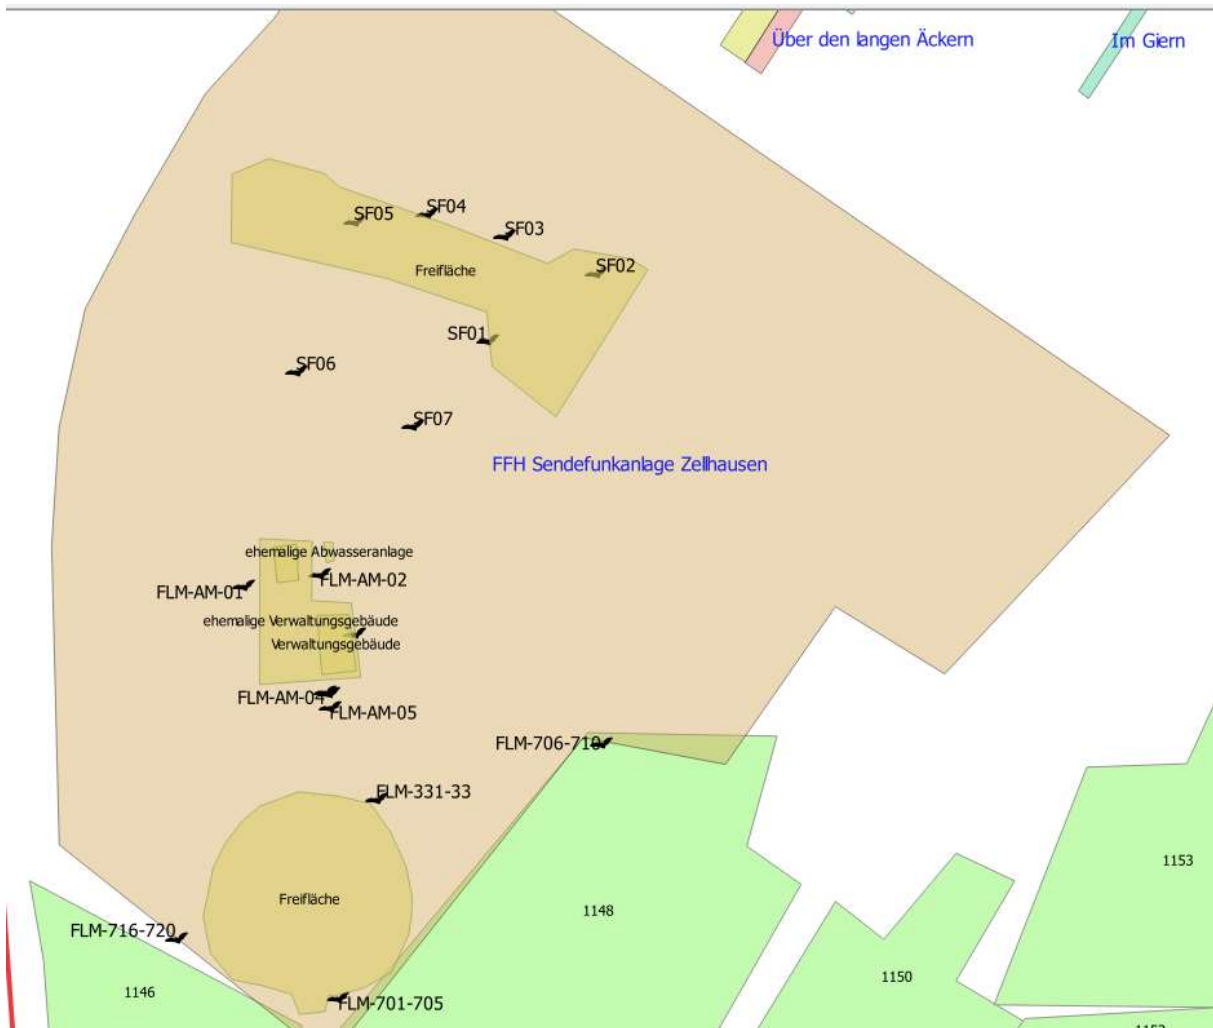 Über den langen Äckern
Im Giern
SF05
SF04
SF03
SF02
Freifläche
SF01
SF06
SF07
FFH Sendefunkanlage Zellhausen
ehemalige Abwasseranlage
FLM-AM-01
FLM-AM-02
ehemalige Verwaltungsgebäude
Verwaltungsgebäude
FLM-AM-04
FLM-AM-05
FLM-706-710
FLM-331-33
1153
Freifläche
1148
FLM-716-720
1150
1146
FLM-701-705